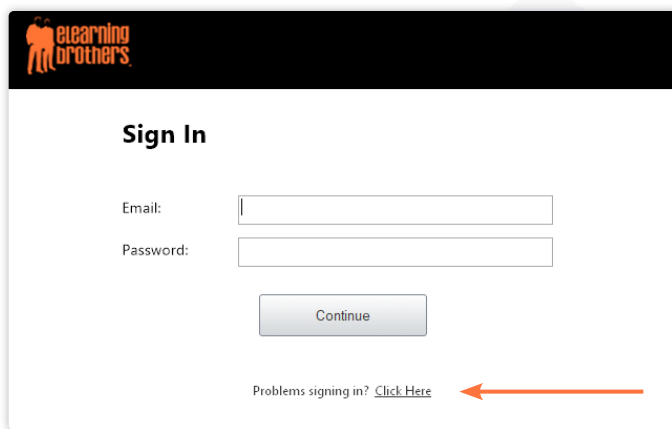 elearning
brothers
Sign In
Email:
Password:
Continue
Problems signing in? Click Here